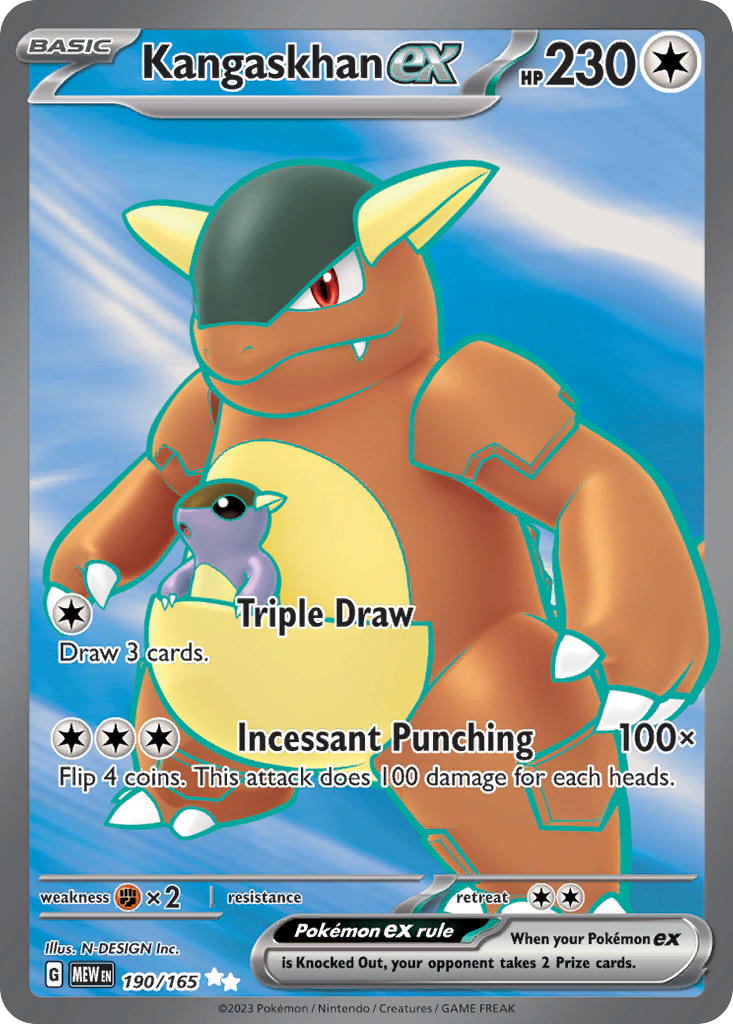 BASIC Kangaskhan ex HP 230
Triple Draw
Draw 3 cards.
Incessant Punching 100×
Flip 4 coins. This attack does 100 damage for each heads.
weakness ×2 resistance retreat
Pokémon ex rule When your Pokémon ex
is Knocked Out, your opponent takes 2 Prize cards.
Illus. N-DESIGN Inc.
G MEW EN 190/165
©2023 Pokémon / Nintendo / Creatures / GAME FREAK